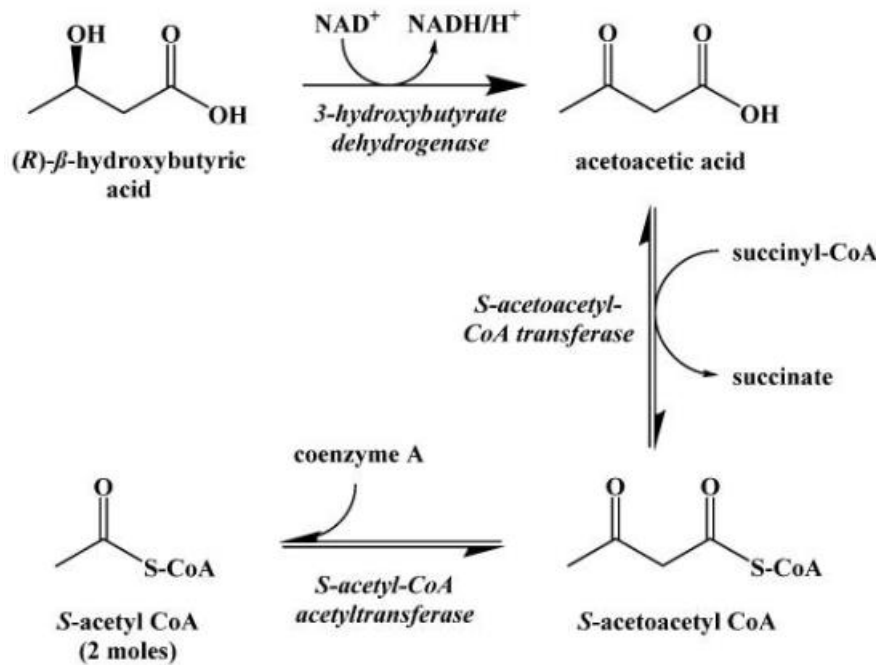 OH
O
OH
(R)-β-hydroxybutyric
acid
NAD⁺
NADH/H⁺
3-hydroxybutyrate
dehydrogenase
O
O
OH
acetoacetic acid
S-acetoacetyl-
CoA transferase
succinyl-CoA
succinate
coenzyme A
S-acetyl-CoA
acetyltransferase
O
S-CoA
S-acetyl CoA
(2 moles)
O
O
S-CoA
S-acetoacetyl CoA